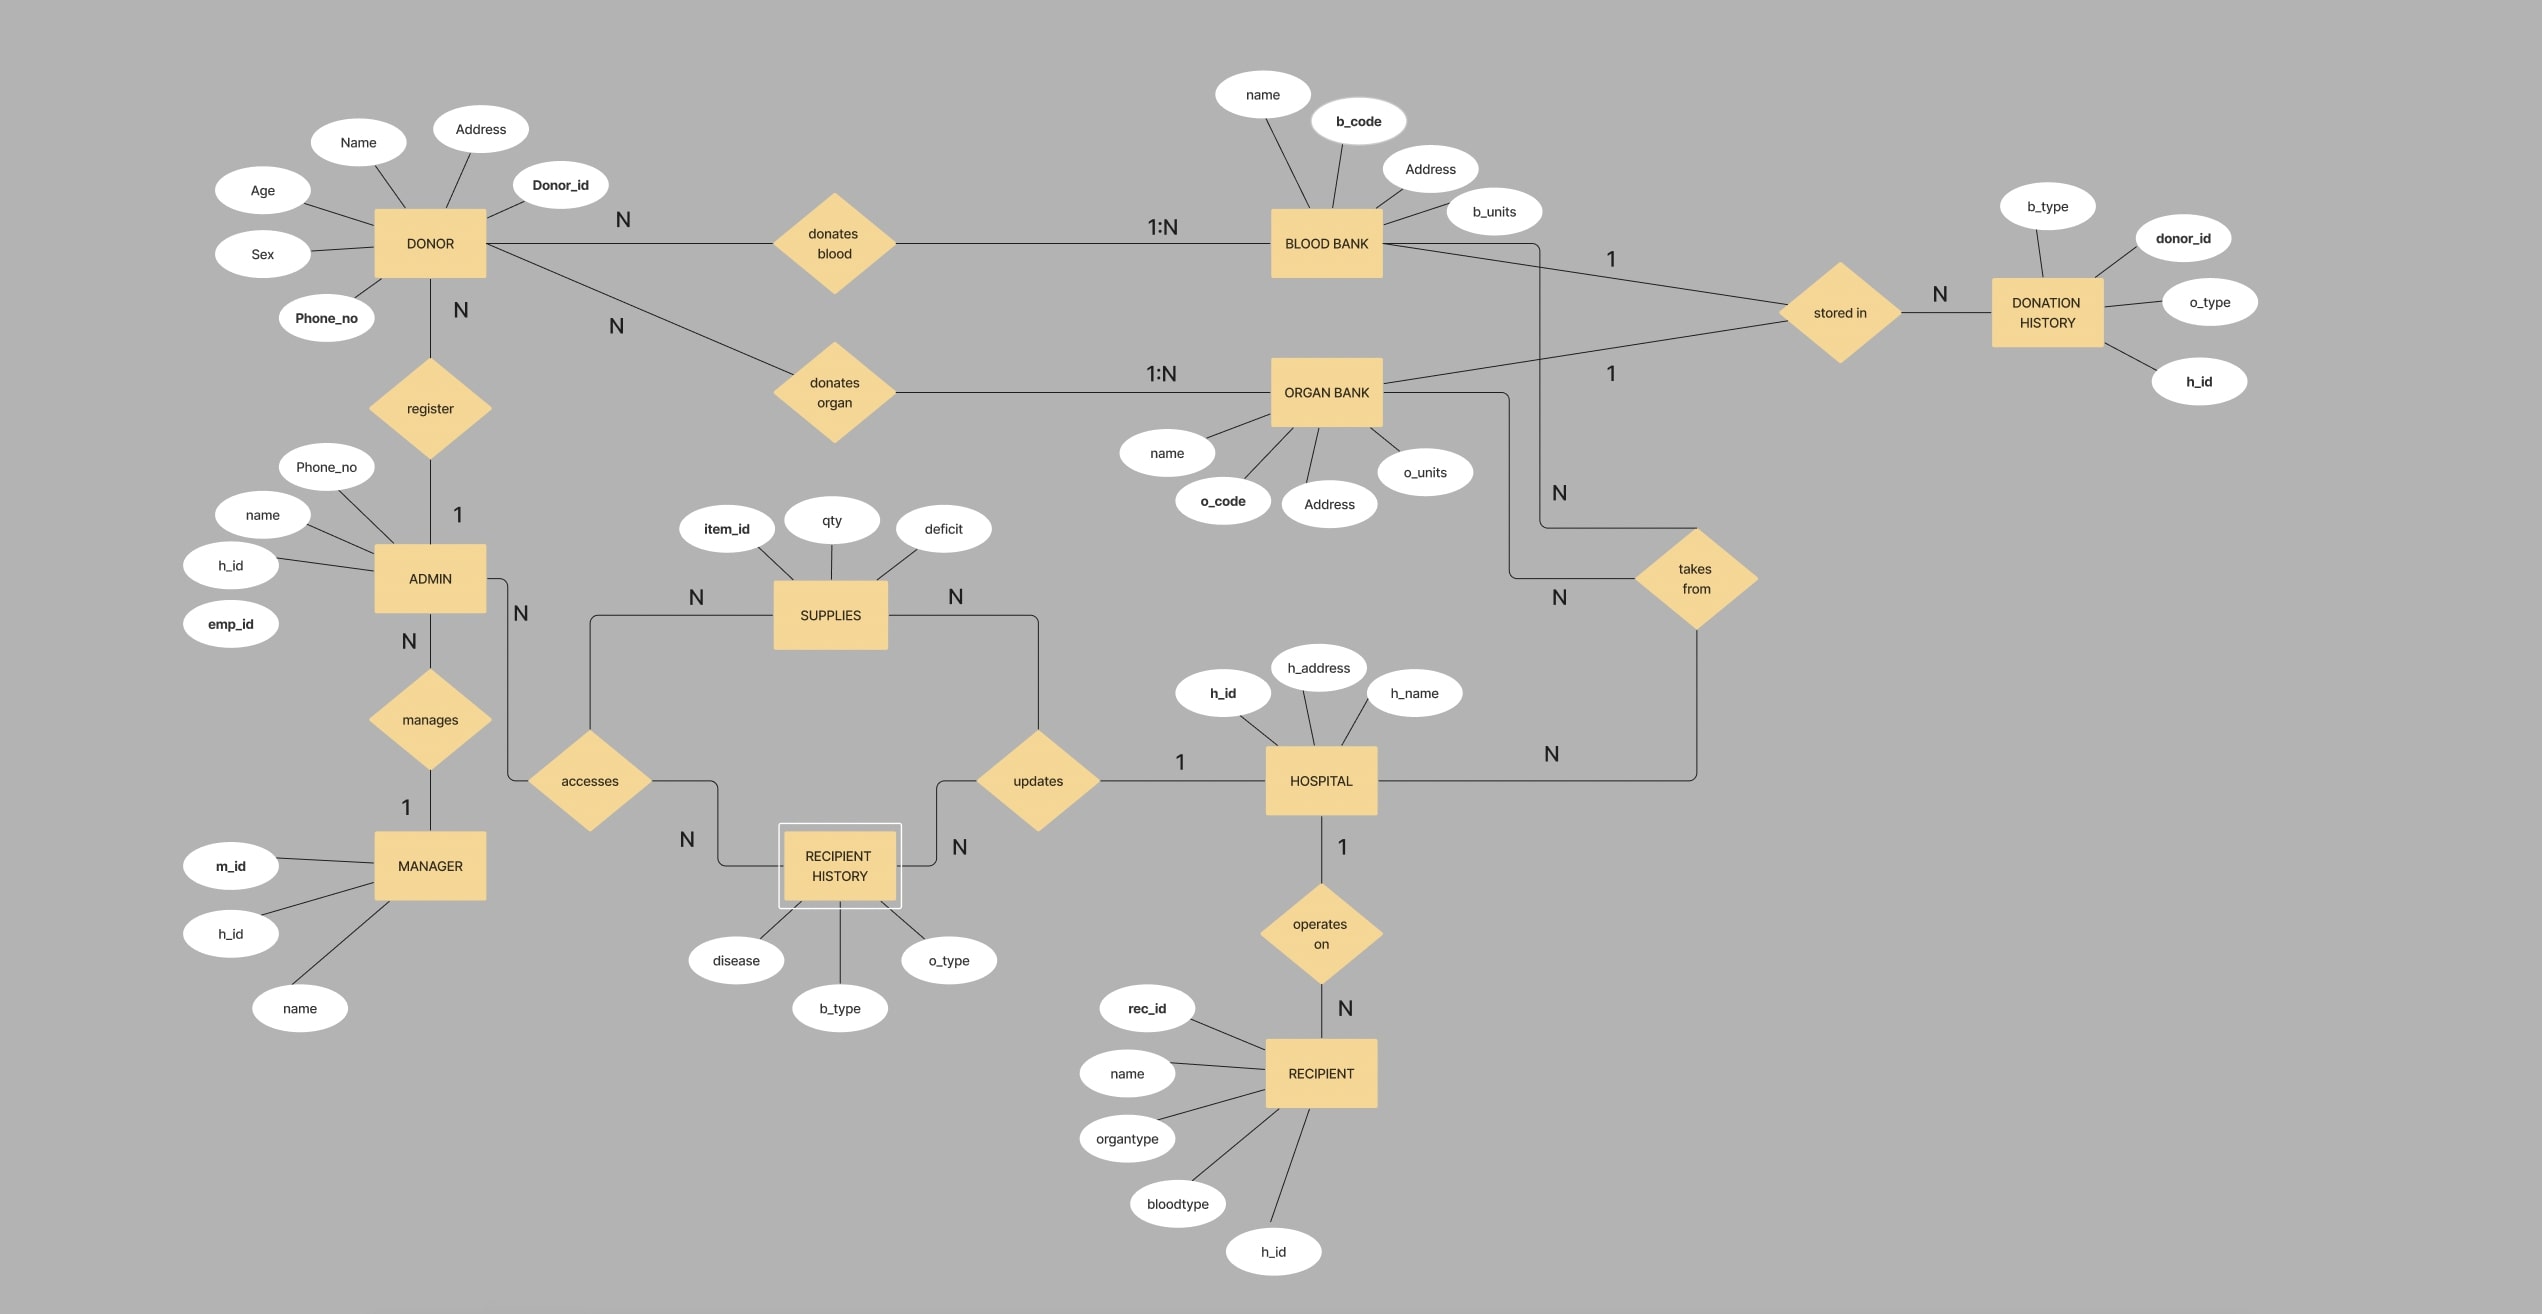 name
b_code
Address
Name
Address
b_units
Age
Donor_id
b_type
DONOR
N
donates
blood
1:N
BLOOD BANK
1
donor_id
Sex
Phone_no
N
N
stored in
N
DONATION
HISTORY
o_type
h_id
register
donates
organ
1:N
ORGAN BANK
1
name
o_code
Address
o_units
N
Phone_no
name
h_id
emp_id
1
ADMIN
N
N
item_id
qty
deficit
N
SUPPLIES
N
takes
from
N
manages
1
accesses
updates
1
h_id
h_address
h_name
HOSPITAL
N
m_id
h_id
name
MANAGER
N
RECIPIENT
HISTORY
N
disease
b_type
o_type
1
operates
on
N
rec_id
name
organtype
bloodtype
h_id
RECIPIENT